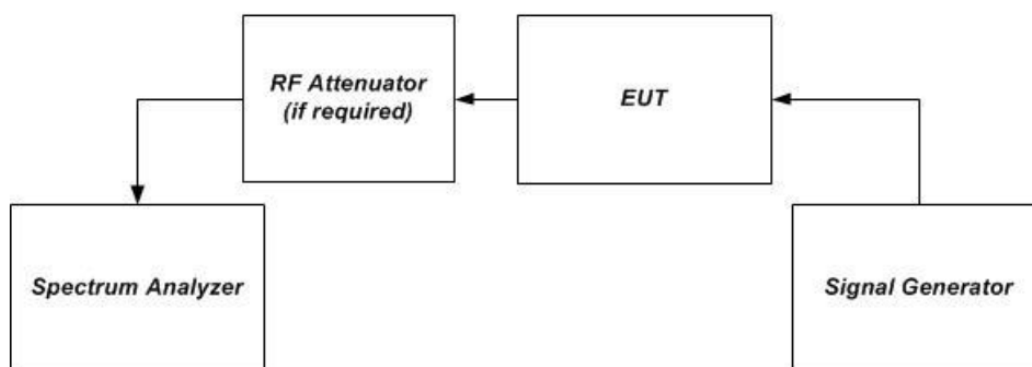 RF Attenuator
(if required)
EUT
Spectrum Analyzer
Signal Generator